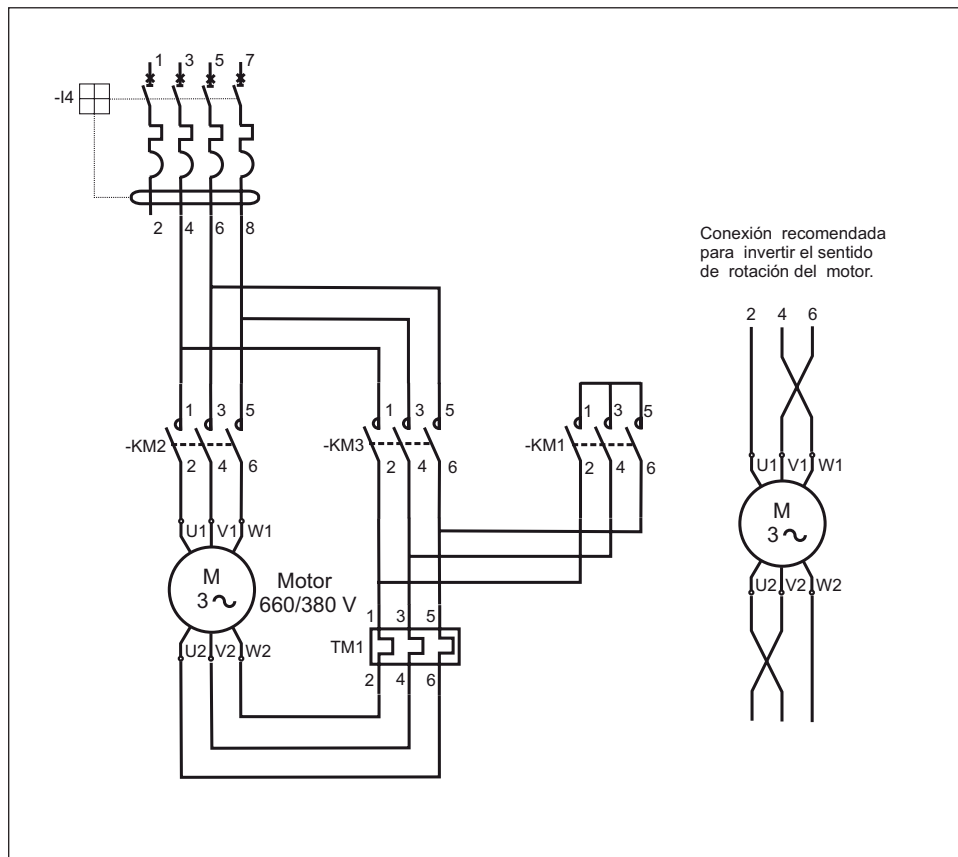 1 3 5 7
-I4
2 4 6 8
Conexión recomendada
para invertir el sentido
de rotación del motor.
2 4 6
1 3 5
-KM2
2 4 6
1 3 5
-KM3
2 4 6
1 3 5
-KM1
2 4 6
U1 V1 W1
M
3
U2 V2 W2
U1 V1 W1
M
3
Motor
660/380 V
U2 V2 W2
1 3 5
TM1
2 4 6